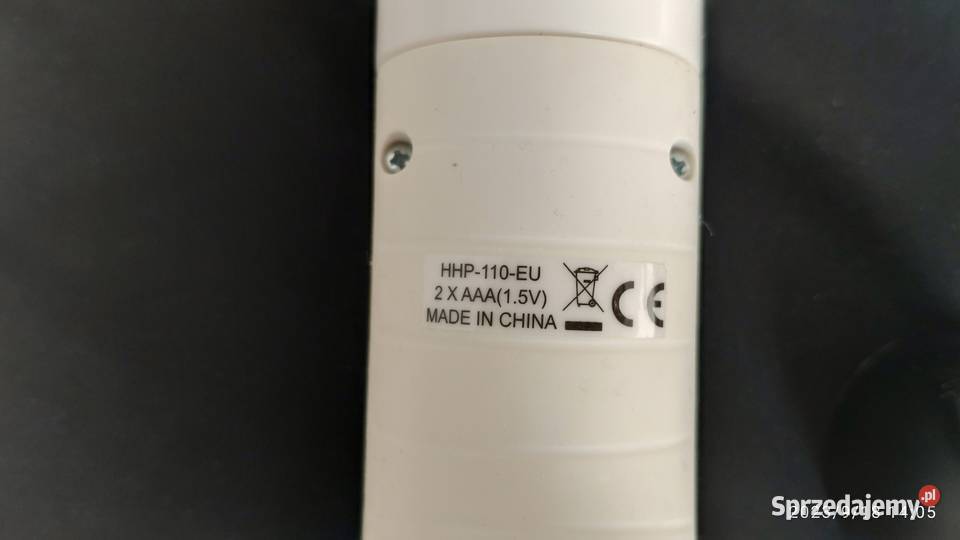 HHP-110-EU
2 X AAA(1.5V)
MADE IN CHINA
CE
Sprzedajemy.pl